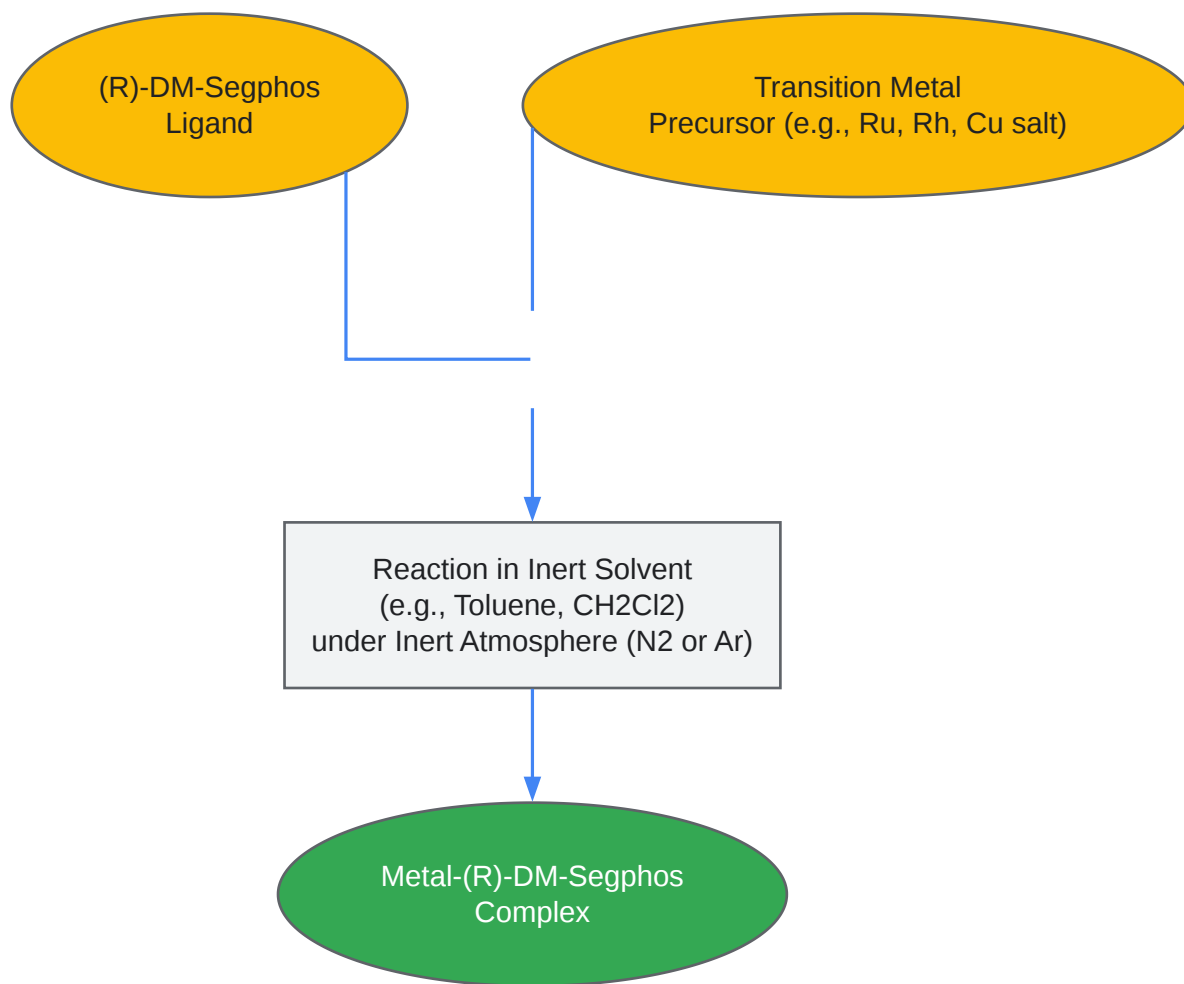 (R)-DM-Segphos
Ligand
Transition Metal
Precursor (e.g., Ru, Rh, Cu salt)
Reaction in Inert Solvent
(e.g., Toluene, CH2Cl2)
under Inert Atmosphere (N2 or Ar)
Metal-(R)-DM-Segphos
Complex